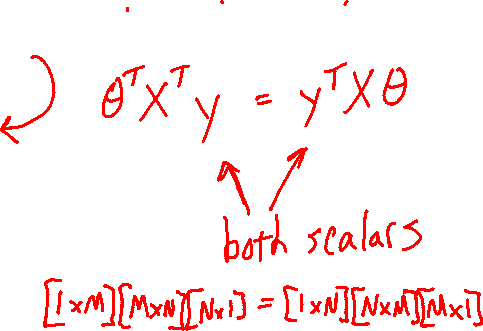 θᵀXᵀy = yᵀXθ
both scalars
[1×M][M×N][N×1] = [1×N][N×M][M×1]